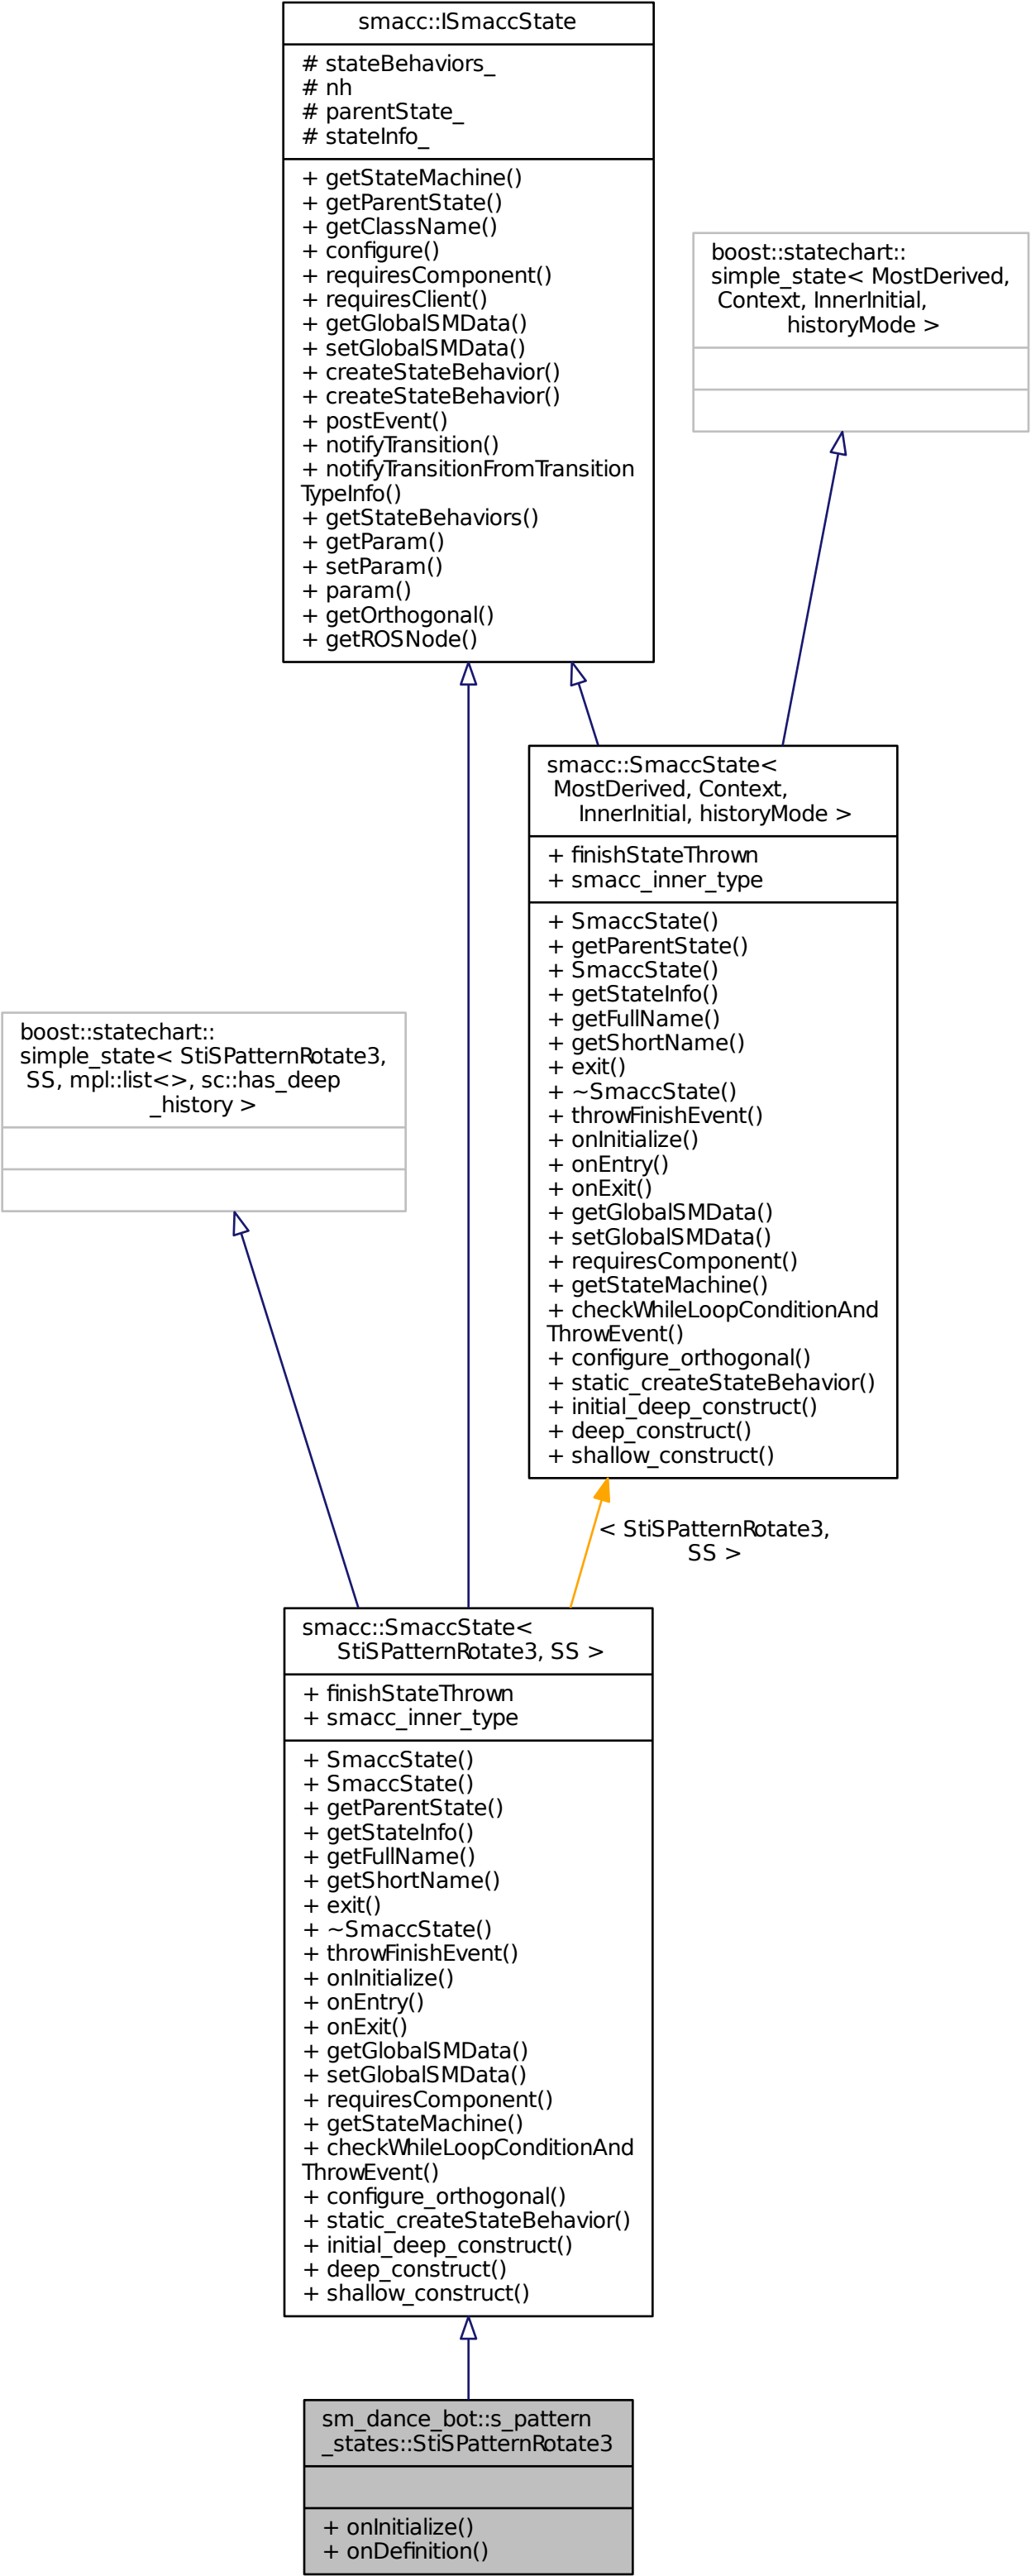 smacc::ISmaccState
# stateBehaviors_
# nh
# parentState_
# stateInfo_
+ getStateMachine()
+ getParentState()
+ getClassName()
+ configure()
+ requiresComponent()
+ requiresClient()
+ getGlobalSMData()
+ setGlobalSMData()
+ createStateBehavior()
+ createStateBehavior()
+ postEvent()
+ notifyTransition()
+ notifyTransitionFromTransition
TypeInfo()
+ getStateBehaviors()
+ getParam()
+ setParam()
+ param()
+ getOrthogonal()
+ getROSNode()
boost::statechart::
simple_state< MostDerived,
Context, InnerInitial,
historyMode >
smacc::SmaccState<
MostDerived, Context,
InnerInitial, historyMode >
+ finishStateThrown
+ smacc_inner_type
+ SmaccState()
+ getParentState()
+ SmaccState()
+ getStateInfo()
+ getFullName()
+ getShortName()
+ exit()
+ ~SmaccState()
+ throwFinishEvent()
+ onInitialize()
+ onEntry()
+ onExit()
+ getGlobalSMData()
+ setGlobalSMData()
+ requiresComponent()
+ getStateMachine()
+ checkWhileLoopConditionAnd
ThrowEvent()
+ configure_orthogonal()
+ static_createStateBehavior()
+ initial_deep_construct()
+ deep_construct()
+ shallow_construct()
boost::statechart::
simple_state< StiSPatternRotate3,
SS, mpl::list<>, sc::has_deep
_history >
< StiSPatternRotate3,
SS >
smacc::SmaccState<
StiSPatternRotate3, SS >
+ finishStateThrown
+ smacc_inner_type
+ SmaccState()
+ SmaccState()
+ getParentState()
+ getStateInfo()
+ getFullName()
+ getShortName()
+ exit()
+ ~SmaccState()
+ throwFinishEvent()
+ onInitialize()
+ onEntry()
+ onExit()
+ getGlobalSMData()
+ setGlobalSMData()
+ requiresComponent()
+ getStateMachine()
+ checkWhileLoopConditionAnd
ThrowEvent()
+ configure_orthogonal()
+ static_createStateBehavior()
+ initial_deep_construct()
+ deep_construct()
+ shallow_construct()
sm_dance_bot::s_pattern
_states::StiSPatternRotate3
+ onInitialize()
+ onDefinition()